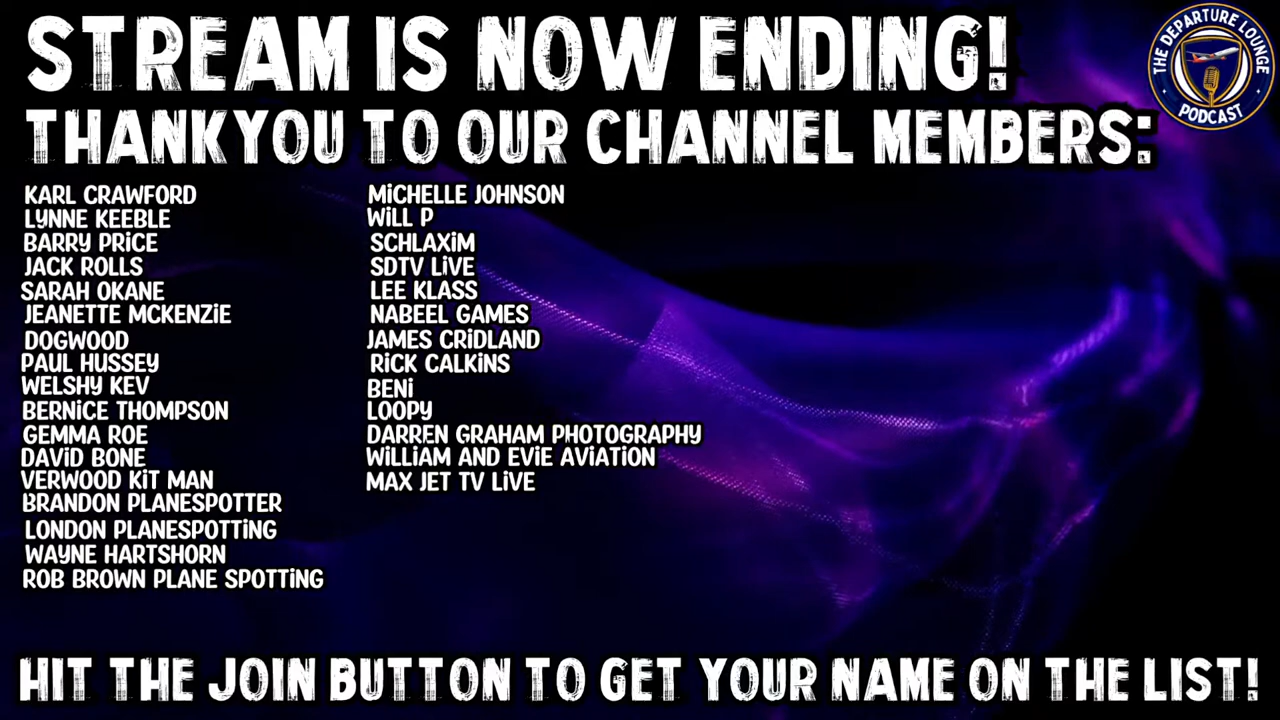 STREAM IS NOW ENDING!
THE DEPARTURE LOUNGE
PODCAST
THANKYOU TO OUR CHANNEL MEMBERS:
KARL CRAWFORD
LYNNE KEEBLE
BARRY PRICE
JACK ROLLS
SARAH OKANE
JEANETTE MCKENZIE
DOGWOOD
PAUL HUSSEY
WELSHY KEV
BERNICE THOMPSON
GEMMA ROE
DAVID BONE
VERWOOD KIT MAN
BRANDON PLANESPOTTER
LONDON PLANESPOTTING
WAYNE HARTSHORN
ROB BROWN PLANE SPOTTING
MICHELLE JOHNSON
WILL P
SCHLAXIM
SDTV LIVE
LEE KLASS
NABEEL GAMES
JAMES CRIDLAND
RICK CALKINS
BENI
LOOPY
DARREN GRAHAM PHOTOGRAPHY
WILLIAM AND EVIE AVIATION
MAX JET TV LIVE
HIT THE JOIN BUTTON TO GET YOUR NAME ON THE LIST!